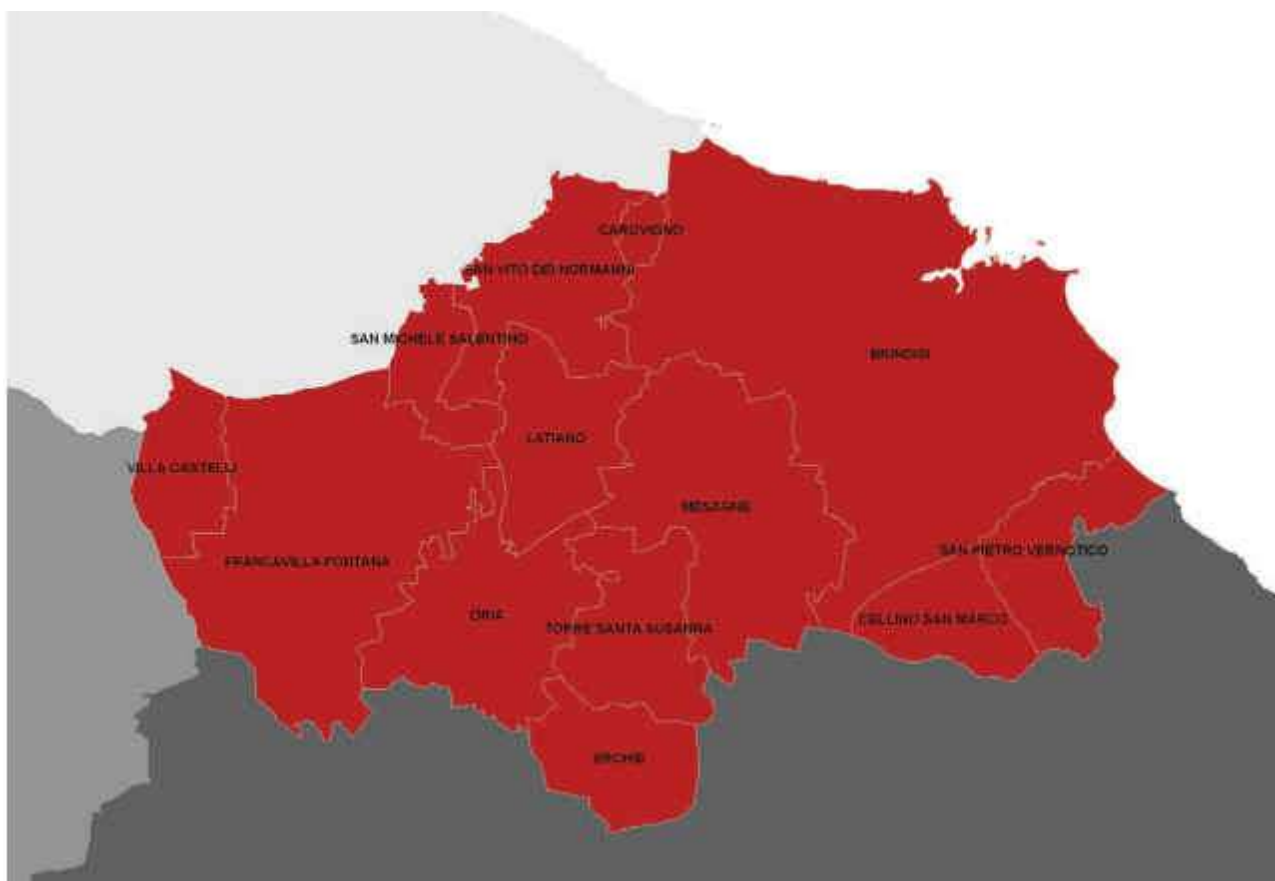 CAROVIGNO
SAN VITO DEI NORMANNI
SAN MICHELE SALENTINO
BRINDISI
LATIANO
VILLA CASTELLI
MESAGNE
SAN PIETRO VERNOTICO
FRANCAVILLA FONTANA
ORIA
TORRE SANTA SUSANNA
CELLINO SAN MARCO
ERCHIE